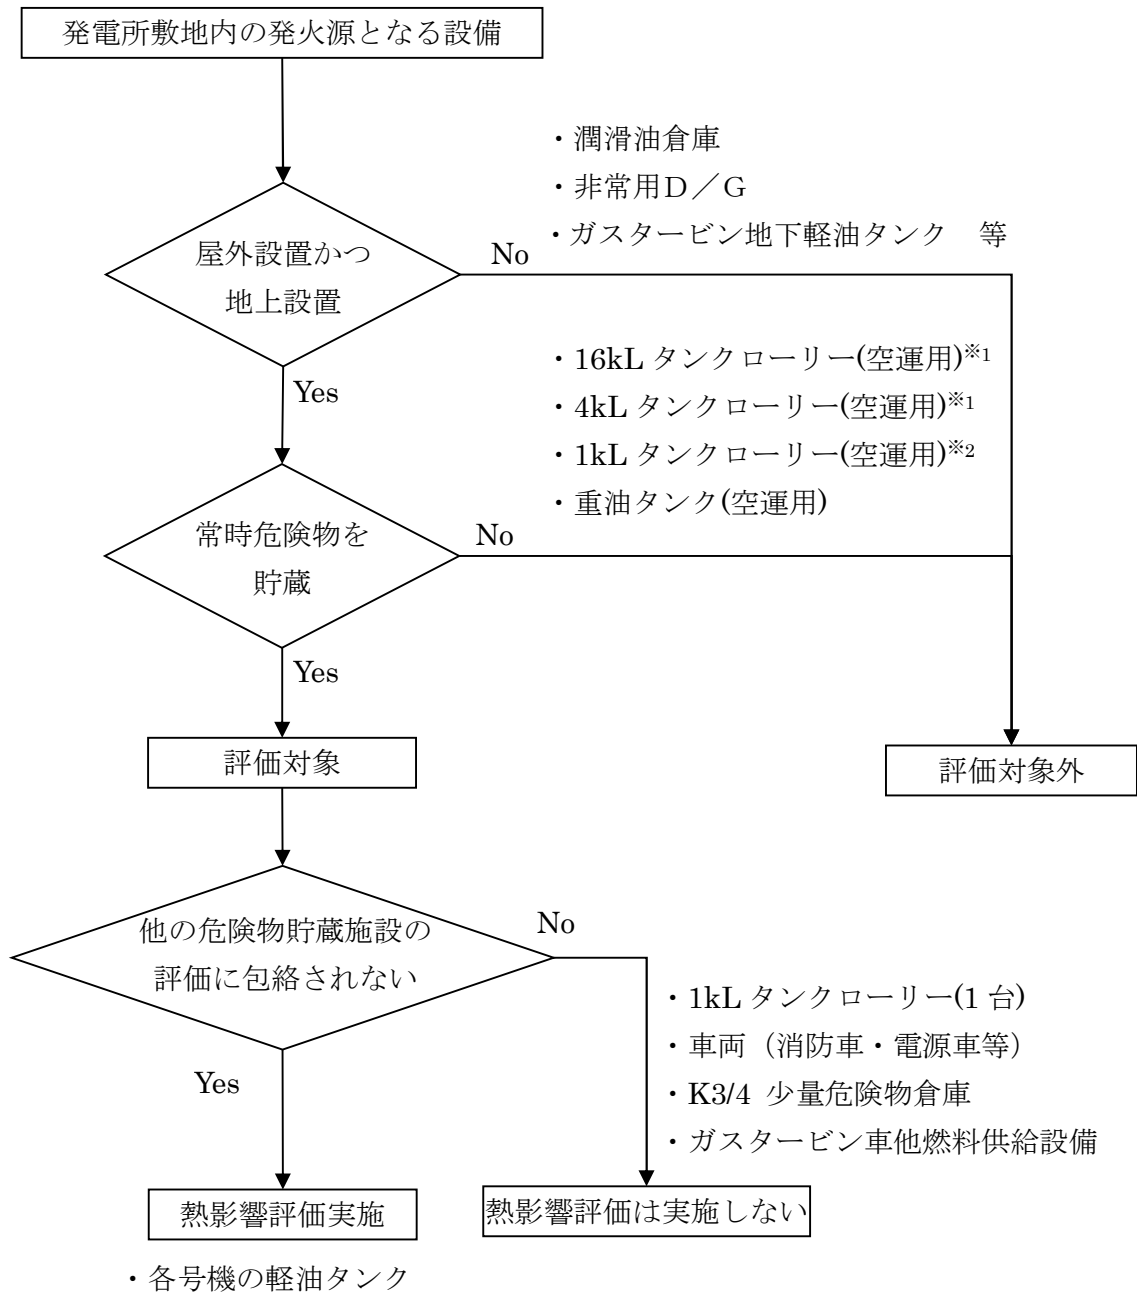 発電所敷地内の発火源となる設備
・潤滑油倉庫
・非常用D/G
・ガスタービン地下軽油タンク 等
屋外設置かつ
地上設置
No
Yes
・16kL タンクローリー(空運用)※1
・4kL タンクローリー(空運用)※1
・1kL タンクローリー(空運用)※2
・重油タンク(空運用)
常時危険物を
貯蔵
No
Yes
評価対象
評価対象外
他の危険物貯蔵施設の
評価に包絡されない
No
Yes
・1kL タンクローリー(1 台)
・車両（消防車・電源車等）
・K3/4 少量危険物倉庫
・ガスタービン車他燃料供給設備
熱影響評価実施
熱影響評価は実施しない
・各号機の軽油タンク